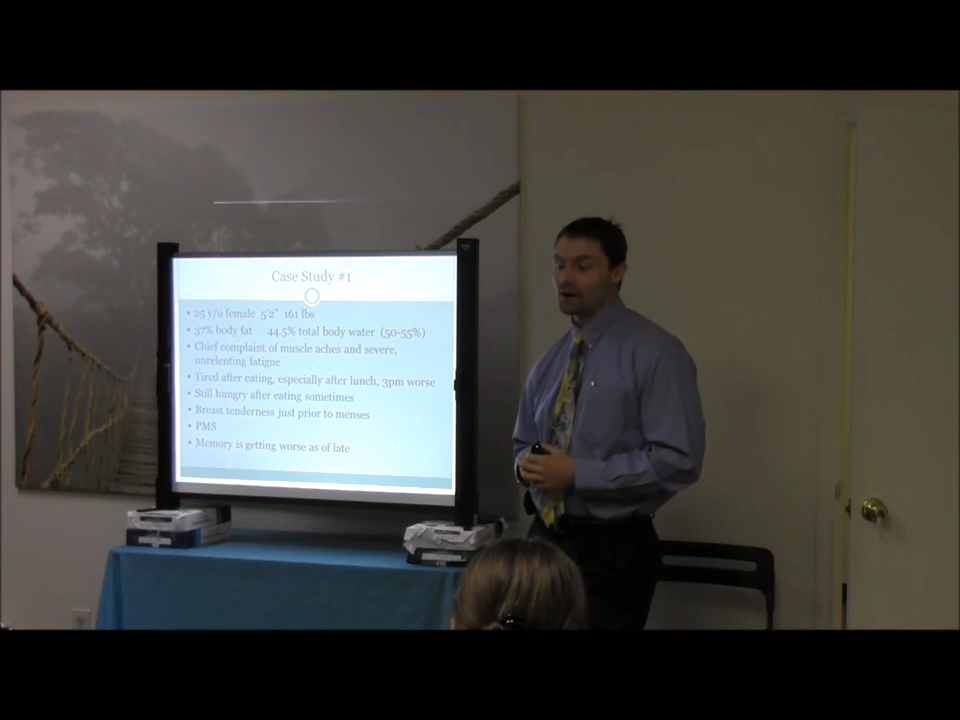 Case Study #1
• 25 y/o female 5'2" 161 lbs
• 37% body fat 44.5% total body water (50-55%)
• Chief complaint of muscle aches and severe,
unrelenting fatigue
• Tired after eating, especially after lunch, 3pm worse
• Still hungry after eating sometimes
• Breast tenderness just prior to menses
• PMS
• Memory is getting worse as of late